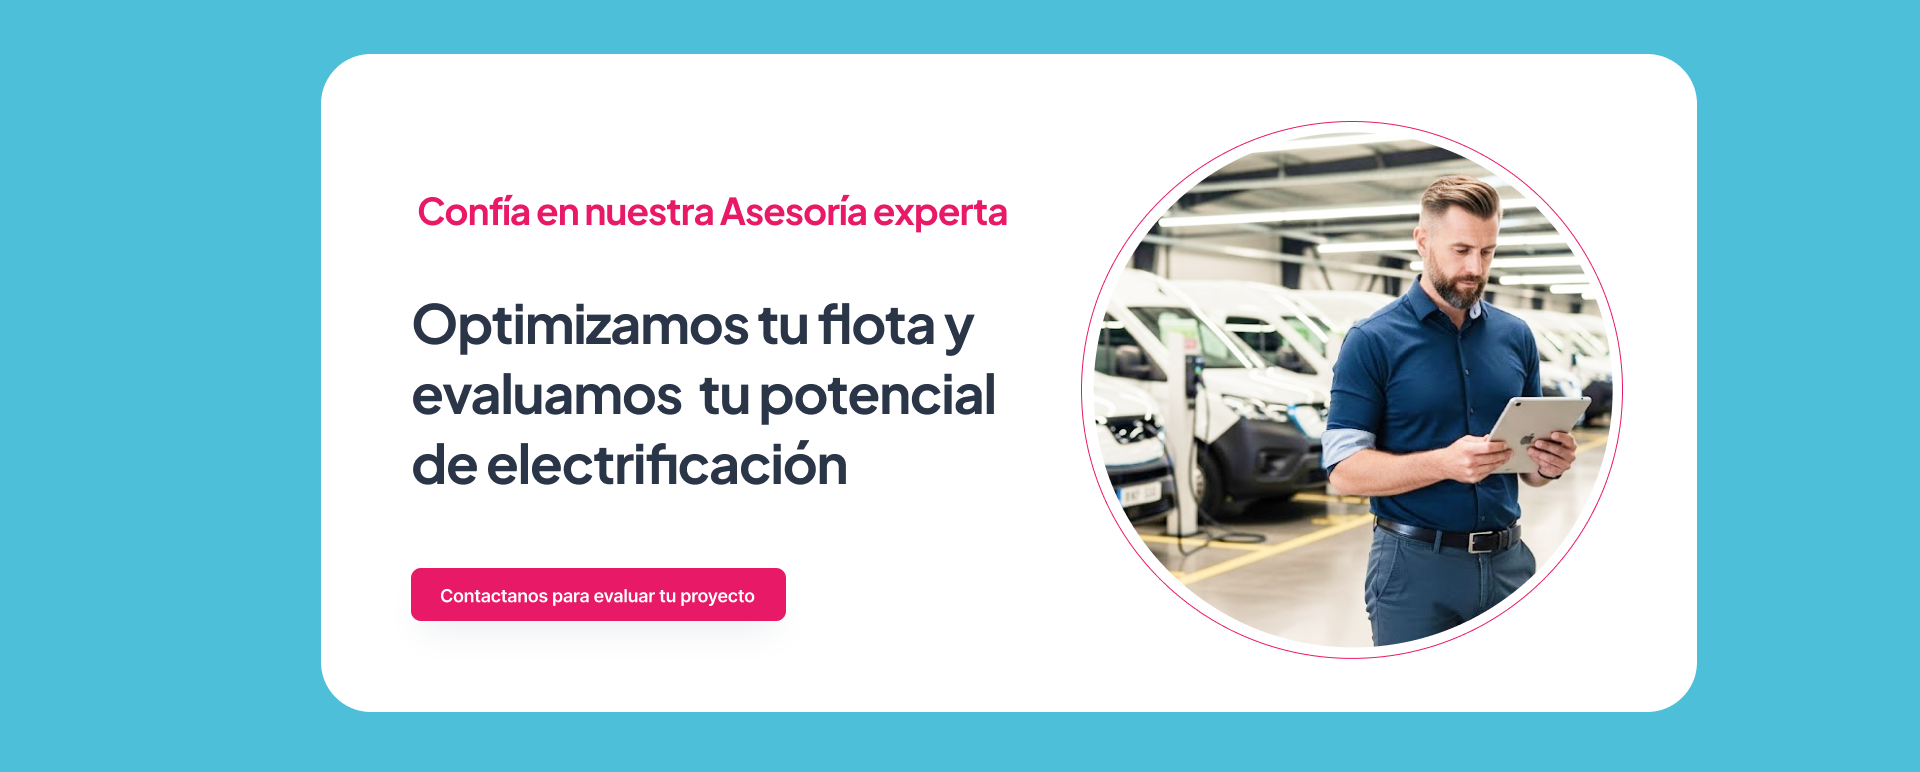 Confía en nuestra Asesoría experta
Optimizamos tu flota y
evaluamos tu potencial
de electrificación
Contactanos para evaluar tu proyecto